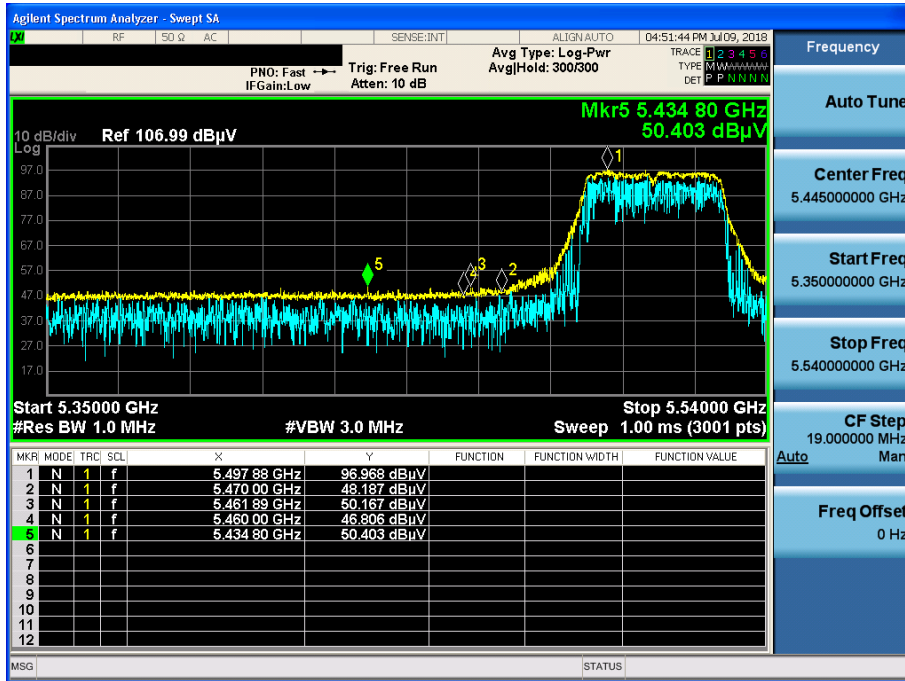 Agilent Spectrum Analyzer - Swept SA
LXI RF 50 Ω AC SENSE:INT ALIGN AUTO 04:51:44 PM Jul 09, 2018
PNO: Fast
IFGain:Low
Trig: Free Run
Atten: 10 dB
Avg Type: Log-Pwr
Avg|Hold: 300/300
TRACE 1 2 3 4 5 6
TYPE M W W W W W
DET P P N N N N
Mkr5 5.434 80 GHz
50.403 dBµV
10 dB/div Ref 106.99 dBµV
Log
97.0
87.0
77.0
67.0
57.0
47.0
37.0
27.0
17.0
1
5
4
3
2
Start 5.35000 GHz Stop 5.54000 GHz
#Res BW 1.0 MHz #VBW 3.0 MHz Sweep 1.00 ms (3001 pts)
MKR MODE TRC SCL X Y FUNCTION FUNCTION WIDTH FUNCTION VALUE
1 N 1 f 5.497 88 GHz 96.968 dBµV
2 N 1 f 5.470 00 GHz 48.187 dBµV
3 N 1 f 5.461 89 GHz 50.167 dBµV
4 N 1 f 5.460 00 GHz 46.806 dBµV
5 N 1 f 5.434 80 GHz 50.403 dBµV
6
7
8
9
10
11
12
MSG STATUS
Frequency
Auto Tune
Center Freq
5.445000000 GHz
Start Freq
5.350000000 GHz
Stop Freq
5.540000000 GHz
CF Step
19.000000 MHz
Auto Man
Freq Offset
0 Hz